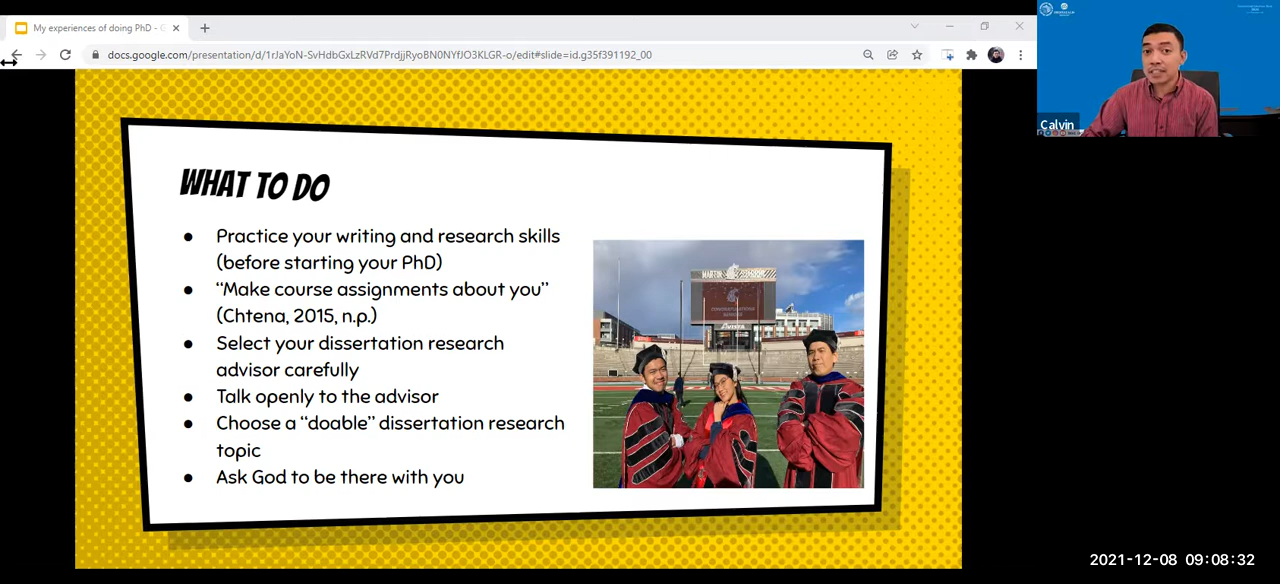 My experiences of doing PhD - G
docs.google.com/presentation/d/1rJaYoN-SvHdbGxLzRVd7PrdjjRyoBN0NYfJO3KLGR-o/edit#slide=id.g35f391192_00
Calvin
WHAT TO DO
● Practice your writing and research skills
(before starting your PhD)
● “Make course assignments about you”
(Chtena, 2015, n.p.)
● Select your dissertation research
advisor carefully
● Talk openly to the advisor
● Choose a “doable” dissertation research
topic
● Ask God to be there with you
MARTIN STADIUM
CONGRATULATIONS
2021-12-08 09:08:32